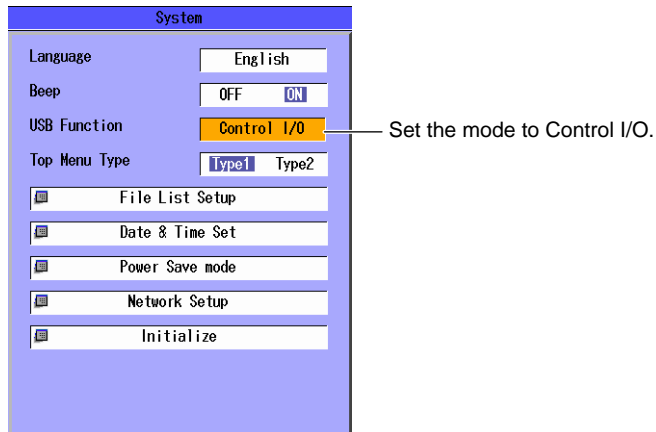 System
Language English
Beep OFF ON
USB Function Control I/O
Set the mode to Control I/O.
Top Menu Type Type1 Type2
File List Setup
Date & Time Set
Power Save mode
Network Setup
Initialize